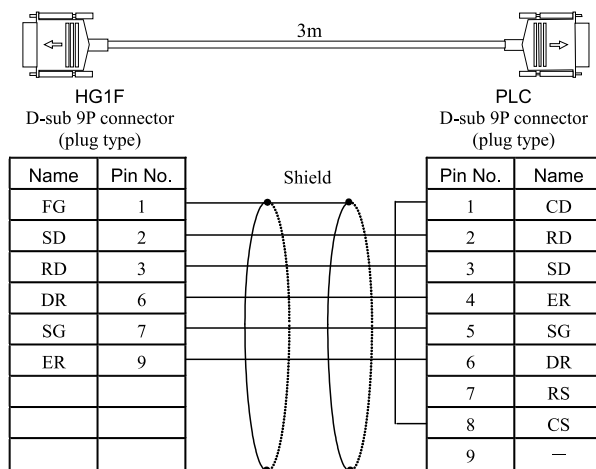 3m
HG1F
D-sub 9P connector
(plug type)
PLC
D-sub 9P connector
(plug type)
Name Pin No.
FG 1
SD 2
RD 3
DR 6
SG 7
ER 9
Shield
Pin No. Name
1 CD
2 RD
3 SD
4 ER
5 SG
6 DR
7 RS
8 CS
9 —